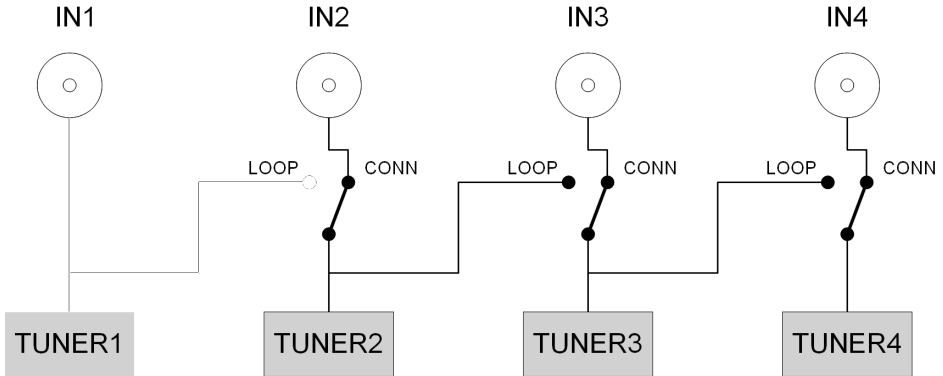 IN1 IN2 IN3 IN4
LOOP CONN LOOP CONN LOOP CONN
TUNER1 TUNER2 TUNER3 TUNER4